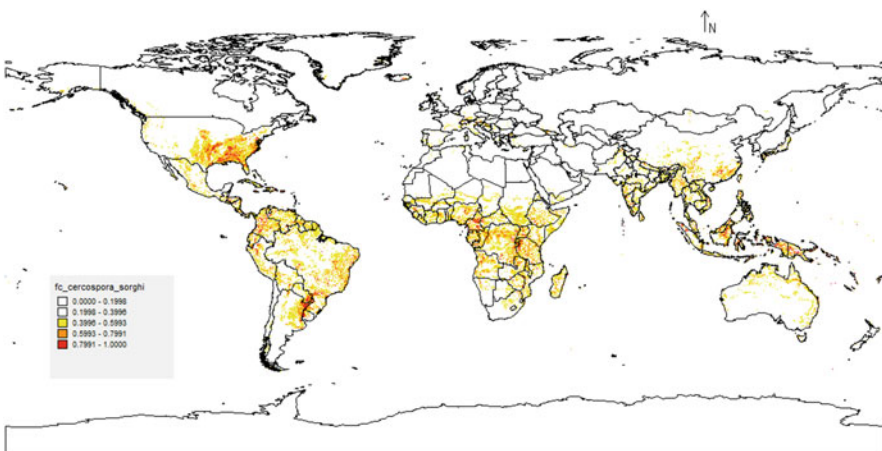 N
fc_cercospora_sorghi
0.0000 - 0.1998
0.1998 - 0.3996
0.3996 - 0.5993
0.5993 - 0.7991
0.7991 - 1.0000